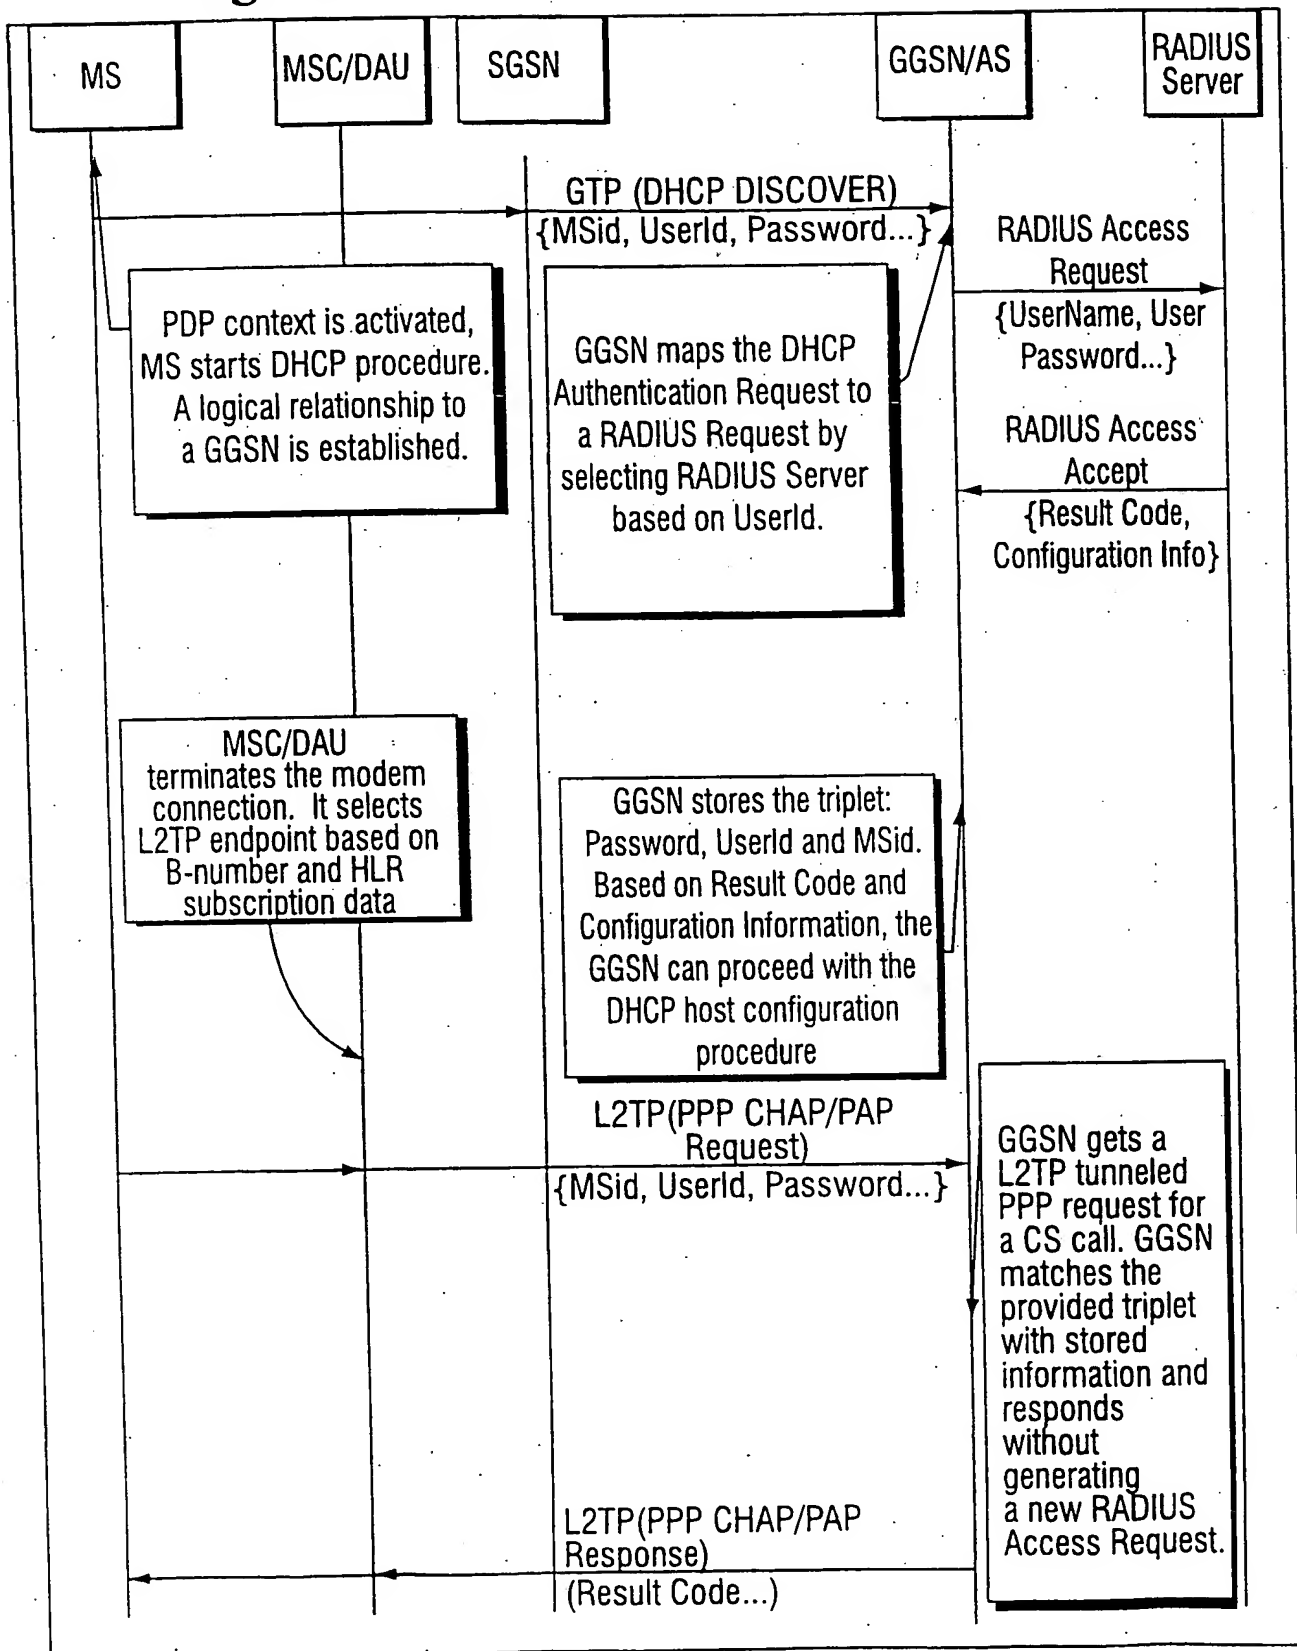 MS
MSC/DAU
SGSN
GGSN/AS
RADIUS
Server
GTP (DHCP DISCOVER)
{MSid, UserId, Password...}
RADIUS Access
Request
{UserName, User
Password...}
PDP context is activated,
MS starts DHCP procedure.
A logical relationship to
a GGSN is established.
GGSN maps the DHCP
Authentication Request to
a RADIUS Request by
selecting RADIUS Server
based on UserId.
RADIUS Access
Accept
{Result Code,
Configuration Info}
MSC/DAU
terminates the modem
connection. It selects
L2TP endpoint based on
B-number and HLR
subscription data
GGSN stores the triplet:
Password, UserId and MSid.
Based on Result Code and
Configuration Information, the
GGSN can proceed with the
DHCP host configuration
procedure
L2TP(PPP CHAP/PAP
Request)
{MSid, UserId, Password...}
GGSN gets a
L2TP tunneled
PPP request for
a CS call. GGSN
matches the
provided triplet
with stored
information and
responds
without
generating
a new RADIUS
Access Request.
L2TP(PPP CHAP/PAP
Response)
(Result Code...)